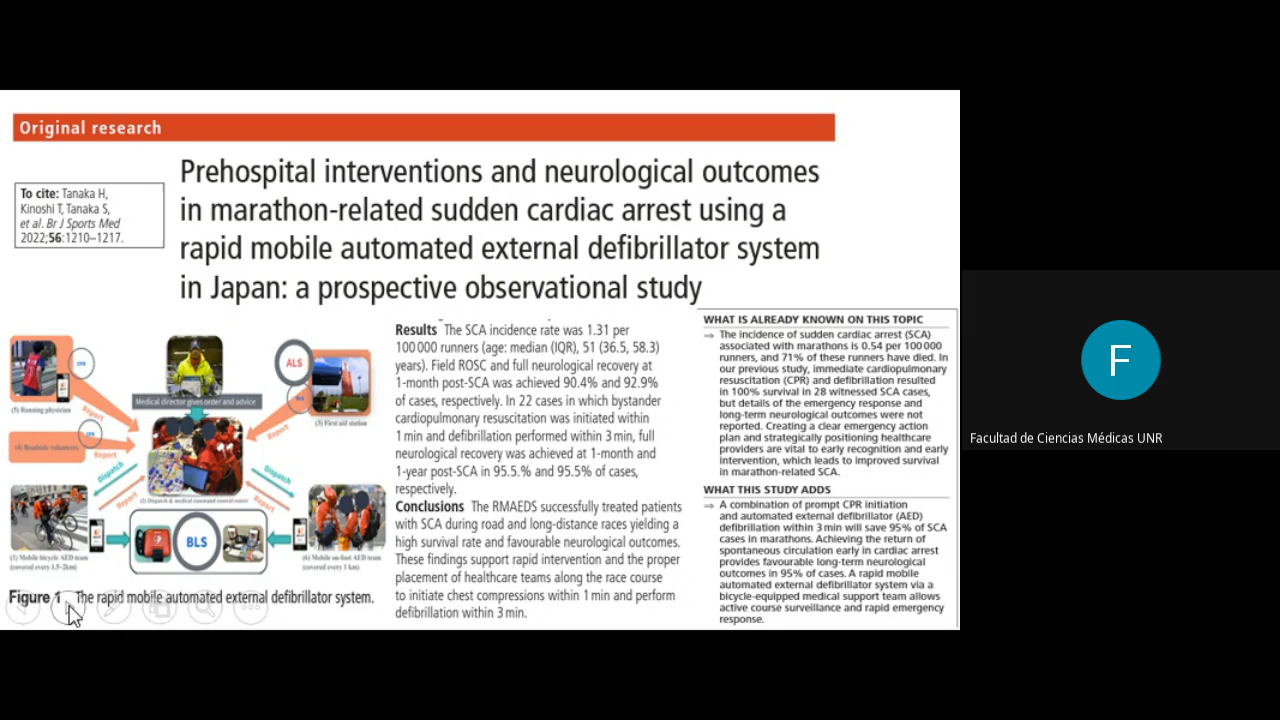 Original research
To cite: Tanaka H,
Kinoshi T, Tanaka S,
et al. Br J Sports Med
2022;56:1210–1217.
Prehospital interventions and neurological outcomes
in marathon-related sudden cardiac arrest using a
rapid mobile automated external defibrillator system
in Japan: a prospective observational study
CPR
(5) Running physician
Report
CPR
(4) Roadside volunteers
Report
Medical director gives order and advice
ALS
(3) First aid station
Report
(2) Dispatch & medical command control center
Dispatch
Report
Dispatch
Report
BLS
(1) Mobile bicycle AED team
(covered every 1.5–2km)
(6) Mobile on-foot AED team
(covered every 1 km)
Figure 1 The rapid mobile automated external defibrillator system.
Results The SCA incidence rate was 1.31 per
100 000 runners (age: median (IQR), 51 (36.5, 58.3)
years). Field ROSC and full neurological recovery at
1-month post-SCA was achieved 90.4% and 92.9%
of cases, respectively. In 22 cases in which bystander
cardiopulmonary resuscitation was initiated within
1 min and defibrillation performed within 3 min, full
neurological recovery was achieved at 1-month and
1-year post-SCA in 95.5.% and 95.5% of cases,
respectively.
Conclusions The RMAEDS successfully treated patients
with SCA during road and long-distance races yielding a
high survival rate and favourable neurological outcomes.
These findings support rapid intervention and the proper
placement of healthcare teams along the race course
to initiate chest compressions within 1 min and perform
defibrillation within 3 min.
WHAT IS ALREADY KNOWN ON THIS TOPIC
⇒ The incidence of sudden cardiac arrest (SCA)
associated with marathons is 0.54 per 100 000
runners, and 71% of these runners have died. In
our previous study, immediate cardiopulmonary
resuscitation (CPR) and defibrillation resulted
in 100% survival in 28 witnessed SCA cases,
but details of the emergency response and
long-term neurological outcomes were not
reported. Creating a clear emergency action
plan and strategically positioning healthcare
providers are vital to early recognition and early
intervention, which leads to improved survival
in marathon-related SCA.
WHAT THIS STUDY ADDS
⇒ A combination of prompt CPR initiation
and automated external defibrillator (AED)
defibrillation within 3 min will save 95% of SCA
cases in marathons. Achieving the return of
spontaneous circulation early in cardiac arrest
provides favourable long-term neurological
outcomes in 95% of cases. A rapid mobile
automated external defibrillator system via a
bicycle-equipped medical support team allows
active course surveillance and rapid emergency
response.
F
Facultad de Ciencias Médicas UNR